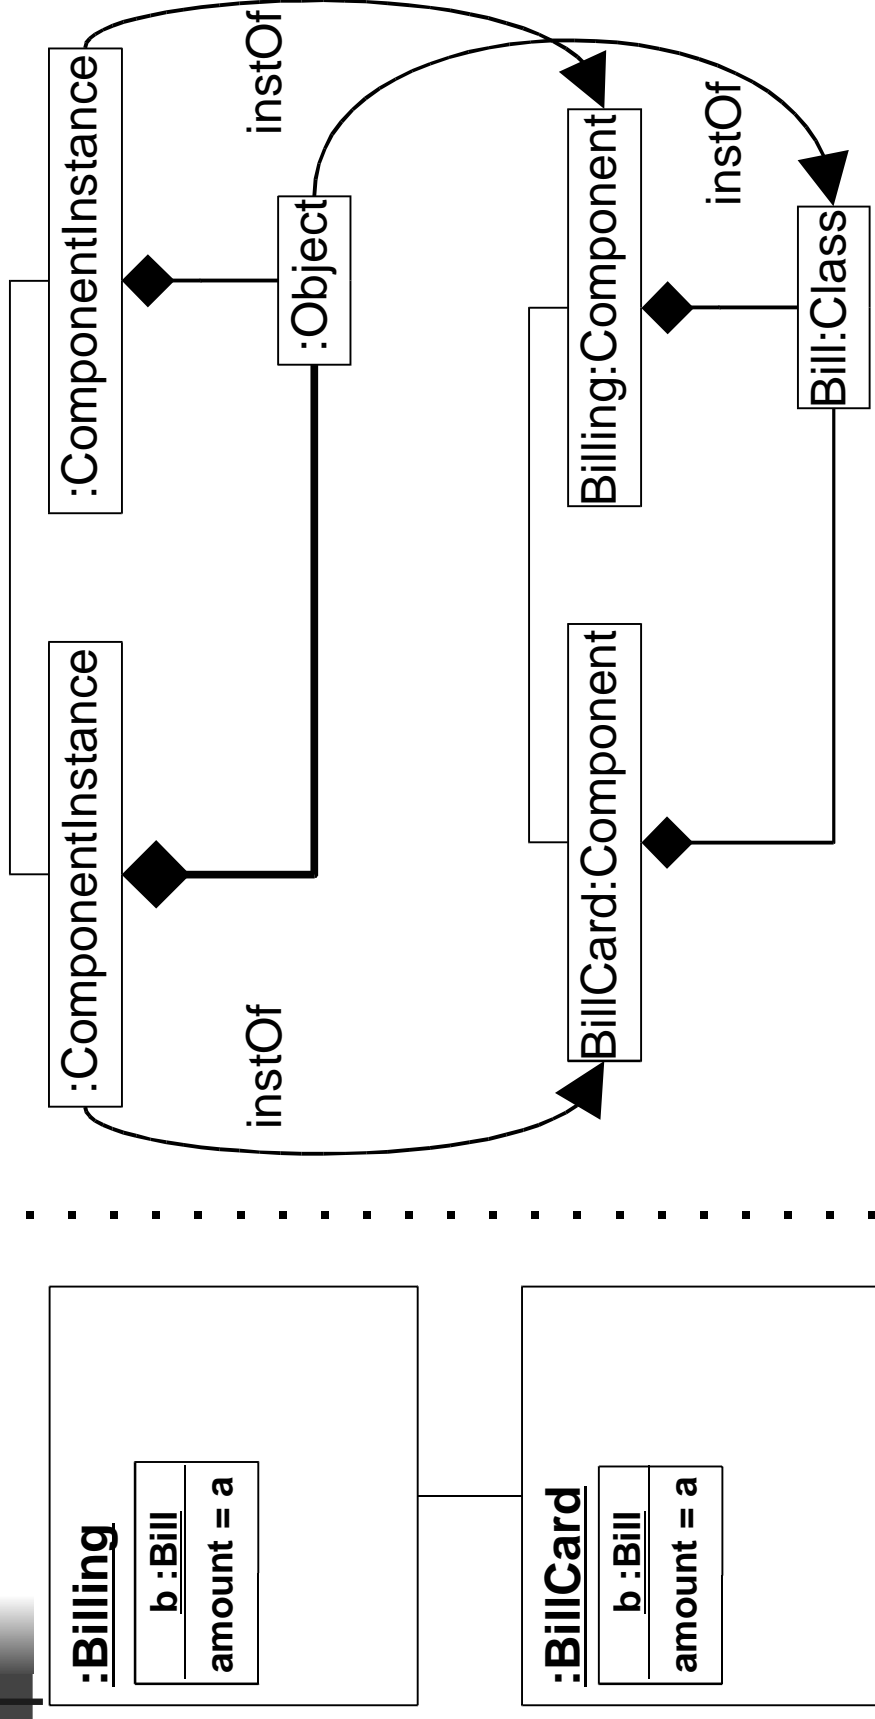 :Billing
b :Bill
amount = a
:BillCard
b :Bill
amount = a
:ComponentInstance
:ComponentInstance
instOf
instOf
:Object
BillCard:Component
Billing:Component
instOf
Bill:Class